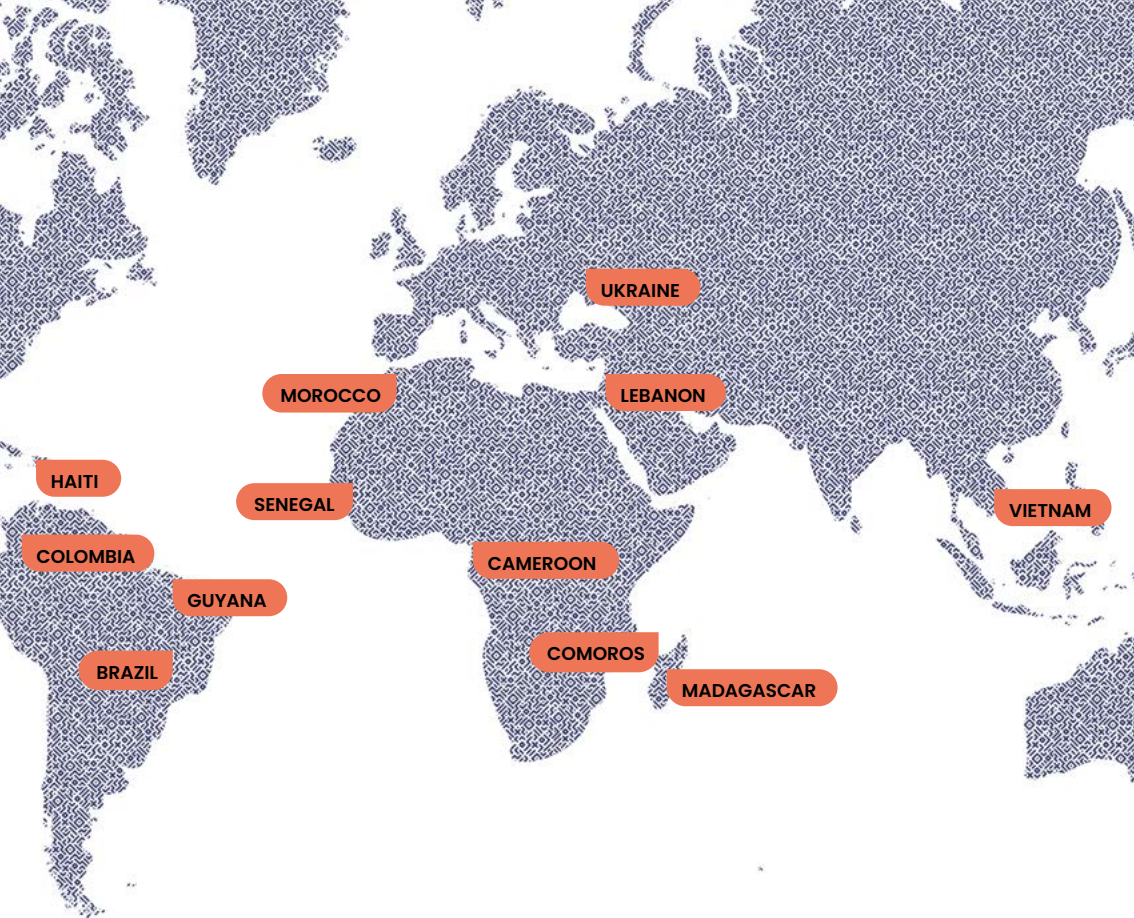 UKRAINE
MOROCCO
LEBANON
HAITI
SENEGAL
VIETNAM
COLOMBIA
CAMEROON
GUYANA
COMOROS
BRAZIL
MADAGASCAR